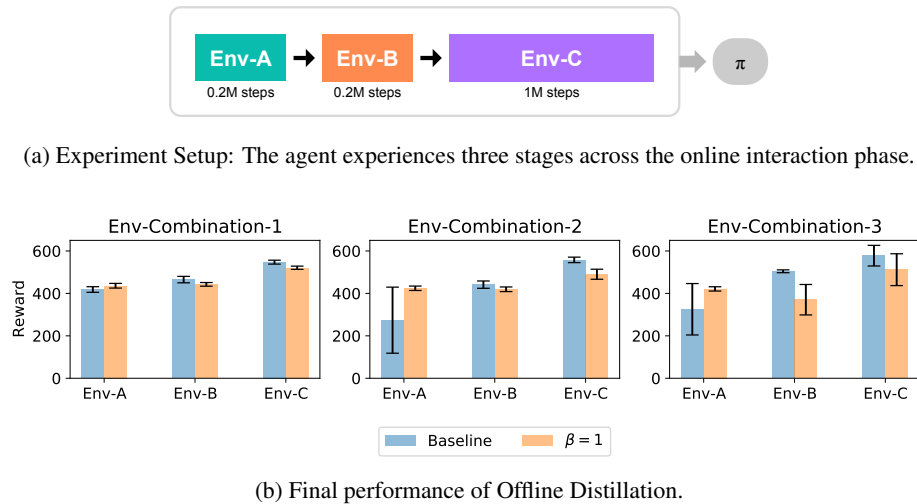 Env-A Env-B Env-C π
0.2M steps 0.2M steps 1M steps
(a) Experiment Setup: The agent experiences three stages across the online interaction phase.
Env-Combination-1 Env-Combination-2 Env-Combination-3
Reward
600 600 600
400 400 400
200 200 200
0 0 0
Env-A Env-B Env-C Env-A Env-B Env-C Env-A Env-B Env-C
Baseline β = 1
(b) Final performance of Offline Distillation.